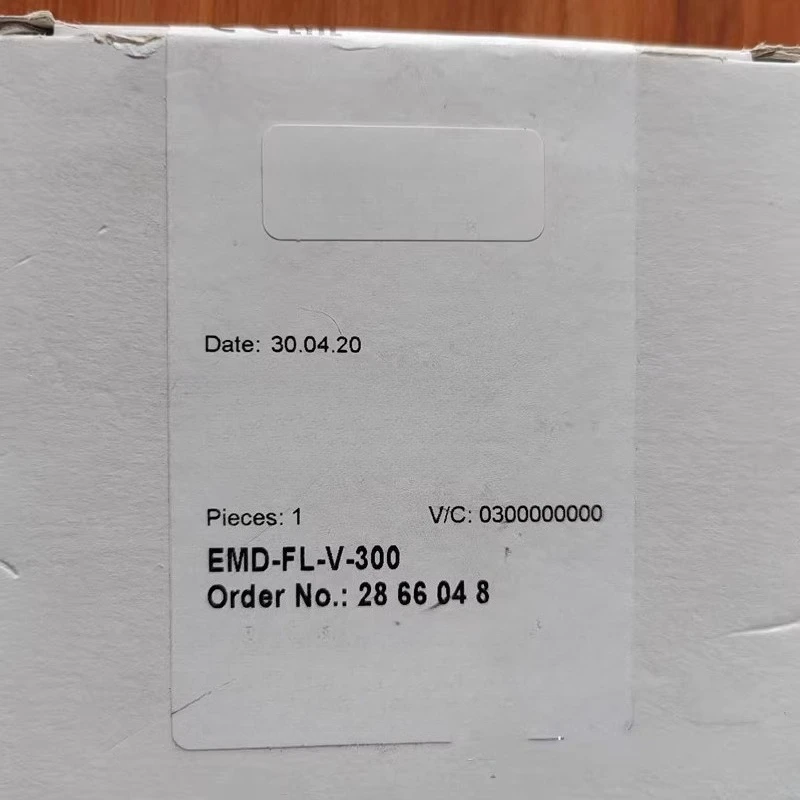 Date: 30.04.20
Pieces: 1 V/C: 0300000000
EMD-FL-V-300
Order No.: 28 66 04 8